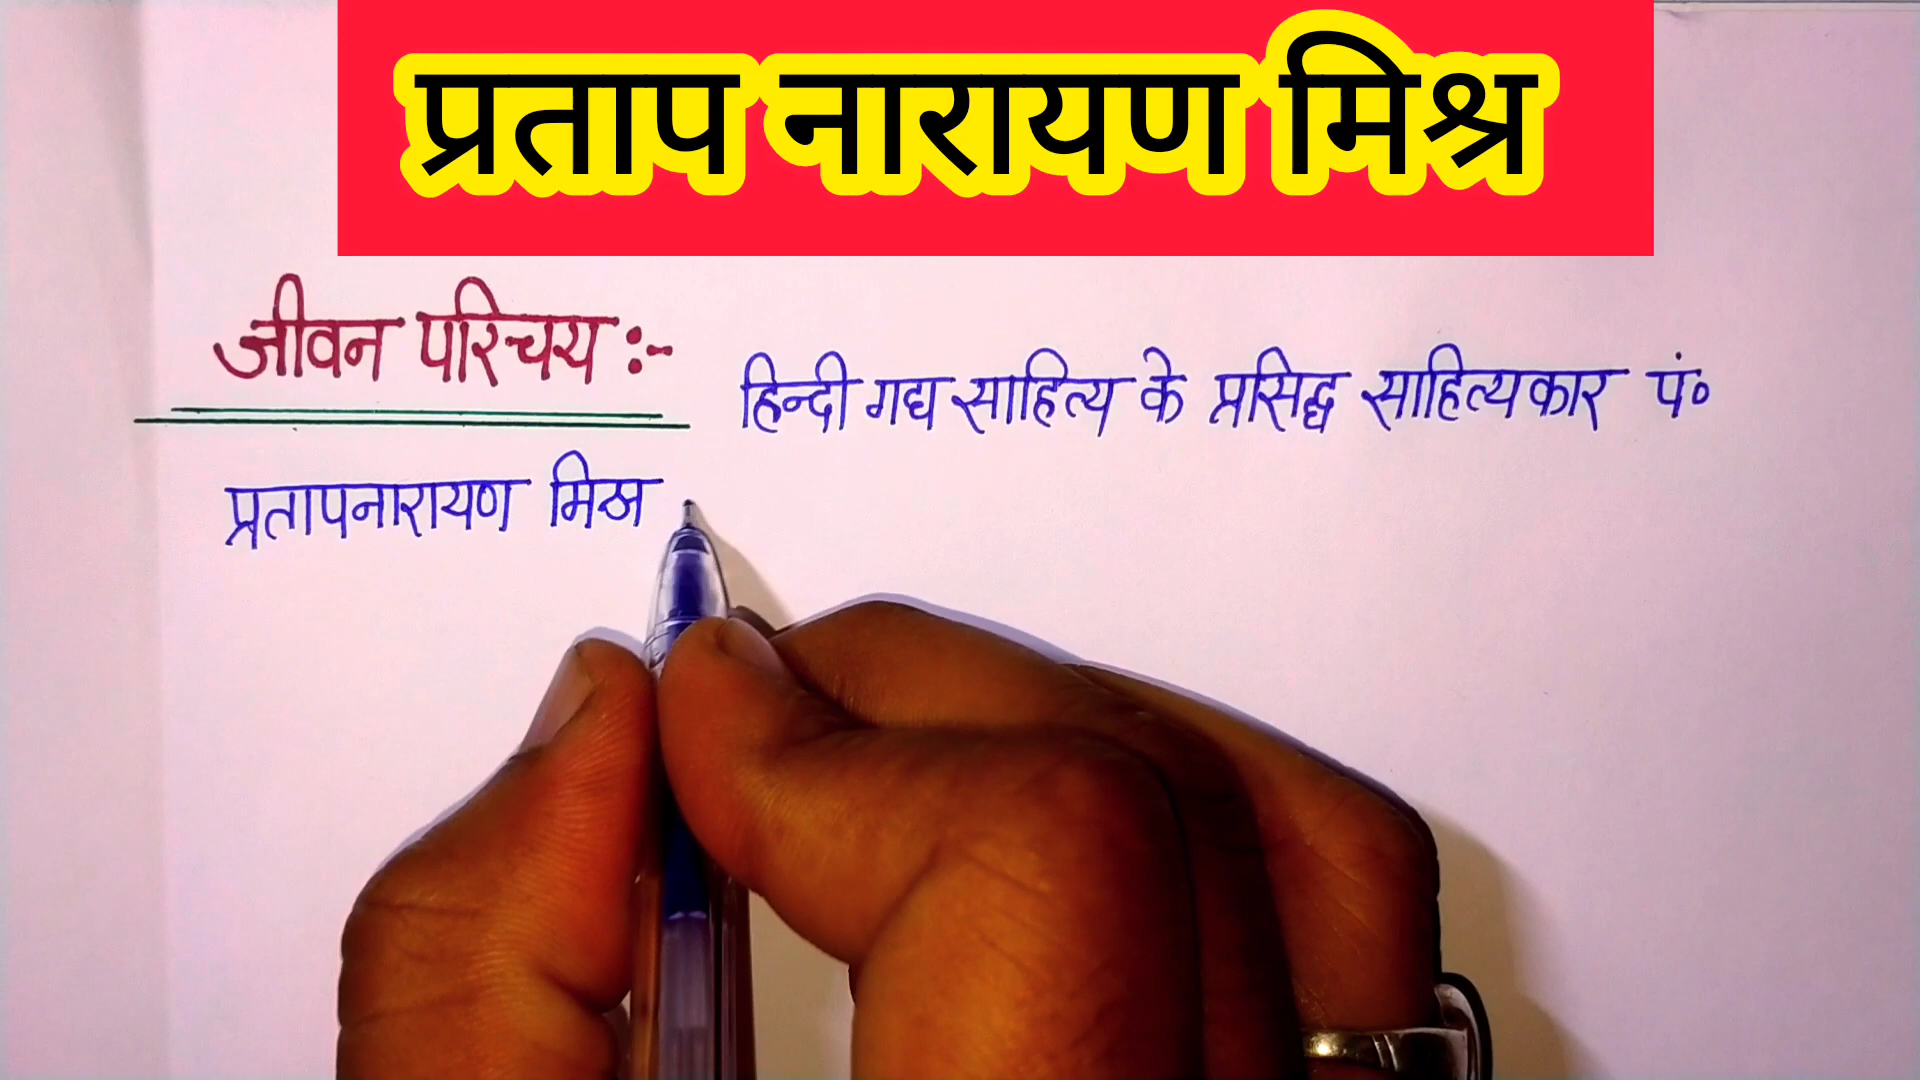 प्रताप नारायण मिश्र
जीवन परिचय :-
हिन्दी गद्य साहित्य के प्रसिद्ध साहित्यकार पं०
प्रतापनारायण मिश्र